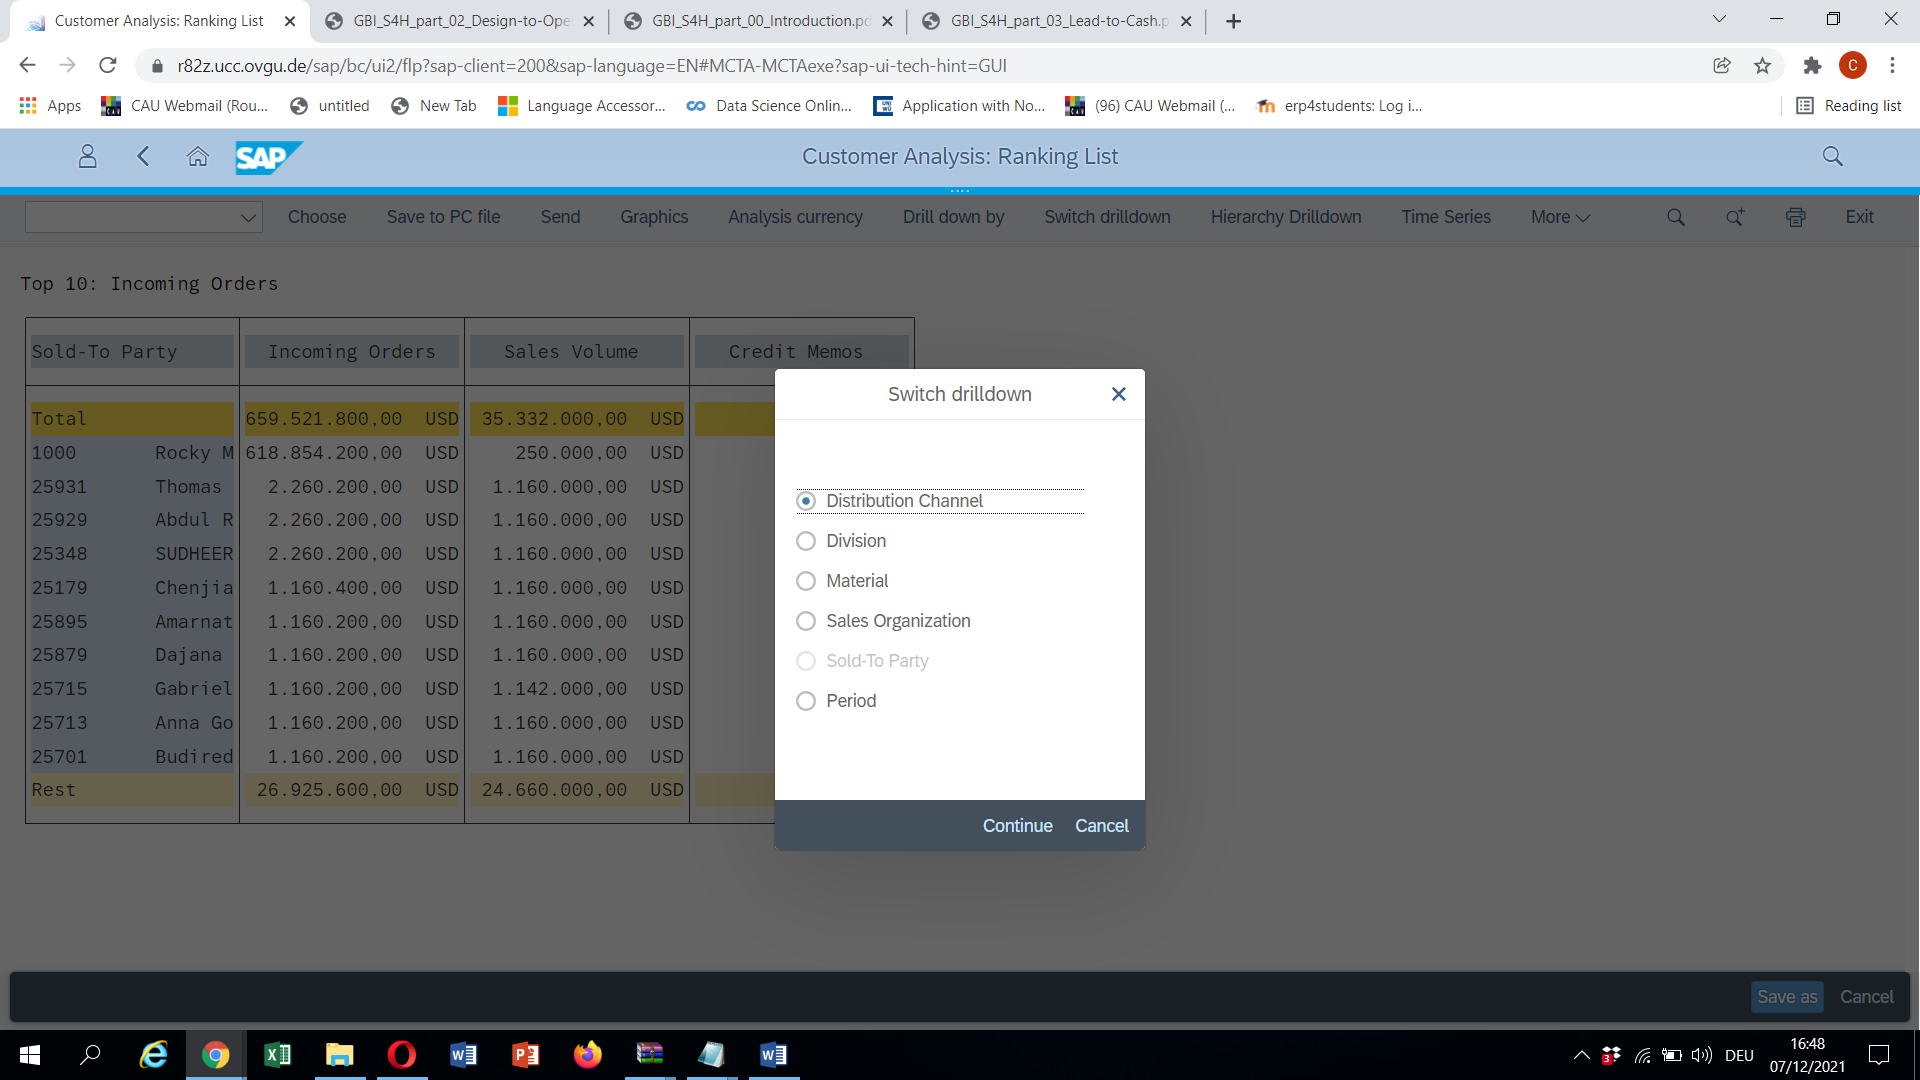 Customer Analysis: Ranking List
GBI_S4H_part_02_Design-to-Ope
GBI_S4H_part_00_Introduction.pd
GBI_S4H_part_03_Lead-to-Cash.p
r82z.ucc.ovgu.de/sap/bc/ui2/flp?sap-client=200&sap-language=EN#MCTA-MCTAexe?sap-ui-tech-hint=GUI
C
Apps CAU Webmail (Rou... untitled New Tab Language Accessor... Data Science Onlin... Application with No... (96) CAU Webmail (... erp4students: Log i... Reading list
SAP Customer Analysis: Ranking List
Choose Save to PC file Send Graphics Analysis currency Drill down by Switch drilldown Hierarchy Drilldown Time Series More Exit
Top 10: Incoming Orders
Sold-To Party Incoming Orders Sales Volume Credit Memos
Total 659.521.800,00 USD 35.332.000,00 USD
1000 Rocky M 618.854.200,00 USD 250.000,00 USD
25931 Thomas 2.260.200,00 USD 1.160.000,00 USD
25929 Abdul R 2.260.200,00 USD 1.160.000,00 USD
25348 SUDHEER 2.260.200,00 USD 1.160.000,00 USD
25179 Chenjia 1.160.400,00 USD 1.160.000,00 USD
25895 Amarnat 1.160.200,00 USD 1.160.000,00 USD
25879 Dajana 1.160.200,00 USD 1.160.000,00 USD
25715 Gabriel 1.160.200,00 USD 1.142.000,00 USD
25713 Anna Go 1.160.200,00 USD 1.160.000,00 USD
25701 Budired 1.160.200,00 USD 1.160.000,00 USD
Rest 26.925.600,00 USD 24.660.000,00 USD
Switch drilldown
Distribution Channel
Division
Material
Sales Organization
Sold-To Party
Period
Continue Cancel
Save as Cancel
3 DEU
16:48
07/12/2021